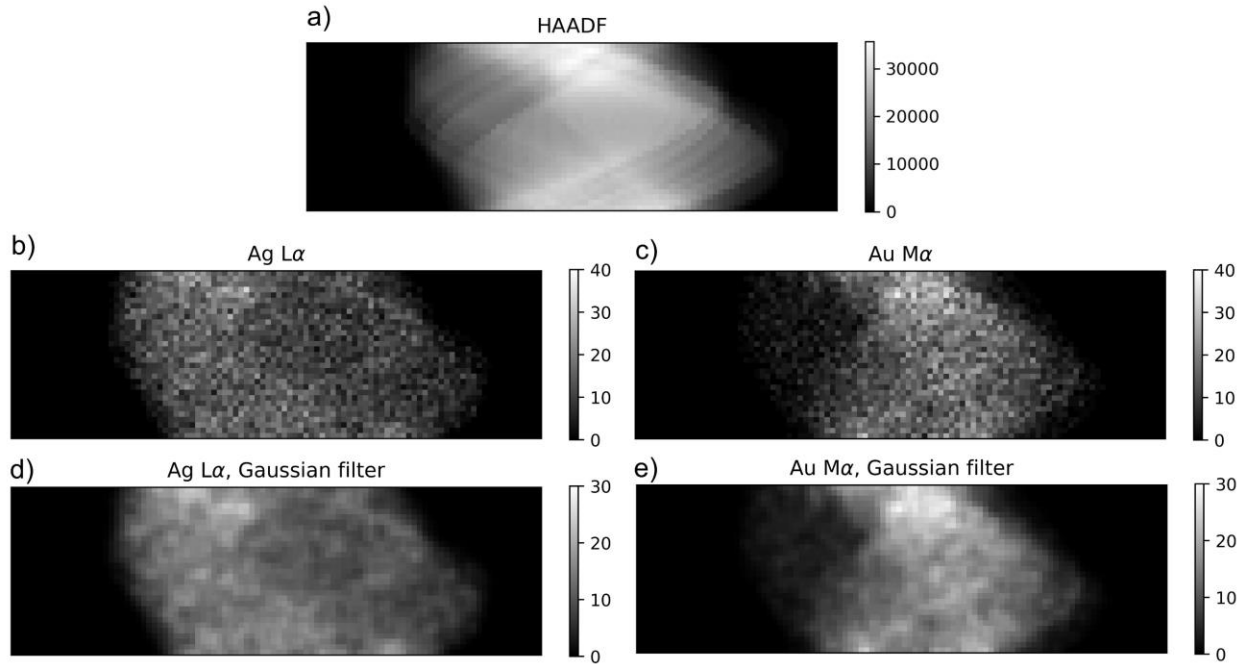 a)
HAADF
30000
20000
10000
0
b)
Ag Lα
40
30
20
10
0
c)
Au Mα
40
30
20
10
0
d)
Ag Lα, Gaussian filter
30
20
10
0
e)
Au Mα, Gaussian filter
30
20
10
0